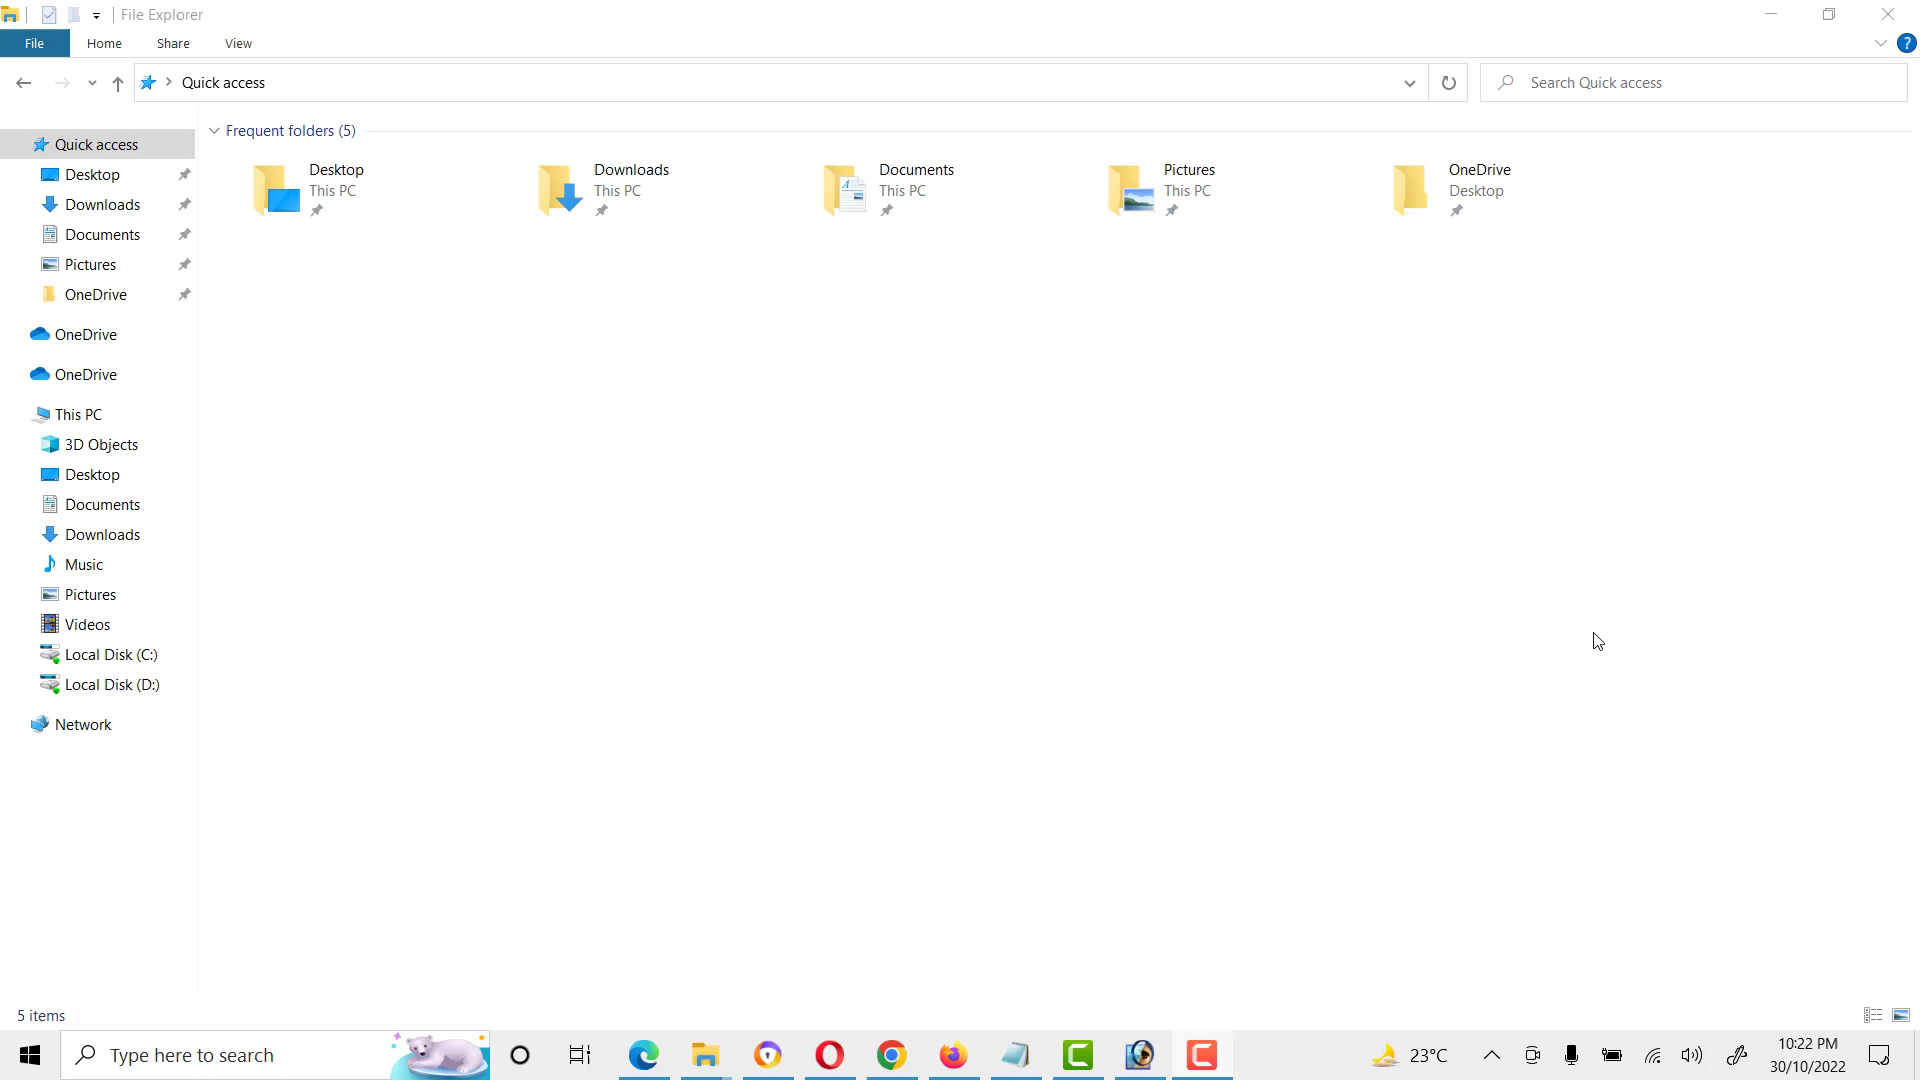 File Explorer
File Home Share View
Quick access
Search Quick access
Quick access
Desktop
Downloads
Documents
Pictures
OneDrive
OneDrive
OneDrive
This PC
3D Objects
Desktop
Documents
Downloads
Music
Pictures
Videos
Local Disk (C:)
Local Disk (D:)
Network
Frequent folders (5)
Desktop
This PC
Downloads
This PC
Documents
This PC
Pictures
This PC
OneDrive
Desktop
5 items
Type here to search
23°C
10:22 PM
30/10/2022